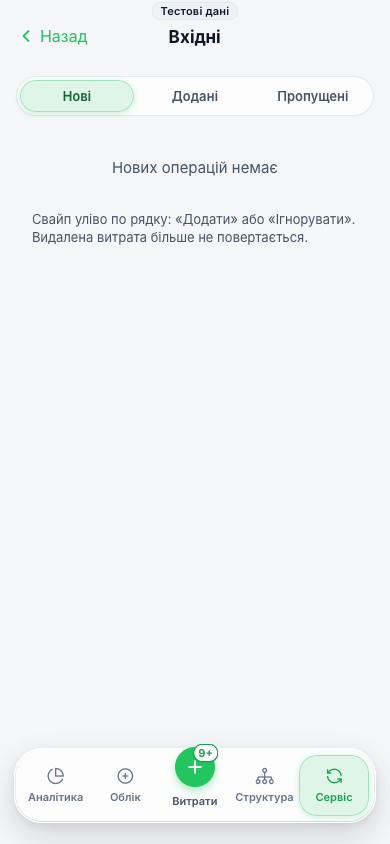 Тестові дані
Назад
Вхідні
Нові
Додані
Пропущені
Нових операцій немає
Свайп уліво по рядку: «Додати» або «Ігнорувати».
Видалена витрата більше не повертається.
9+
Аналітика
Облік
Витрати
Структура
Сервіс